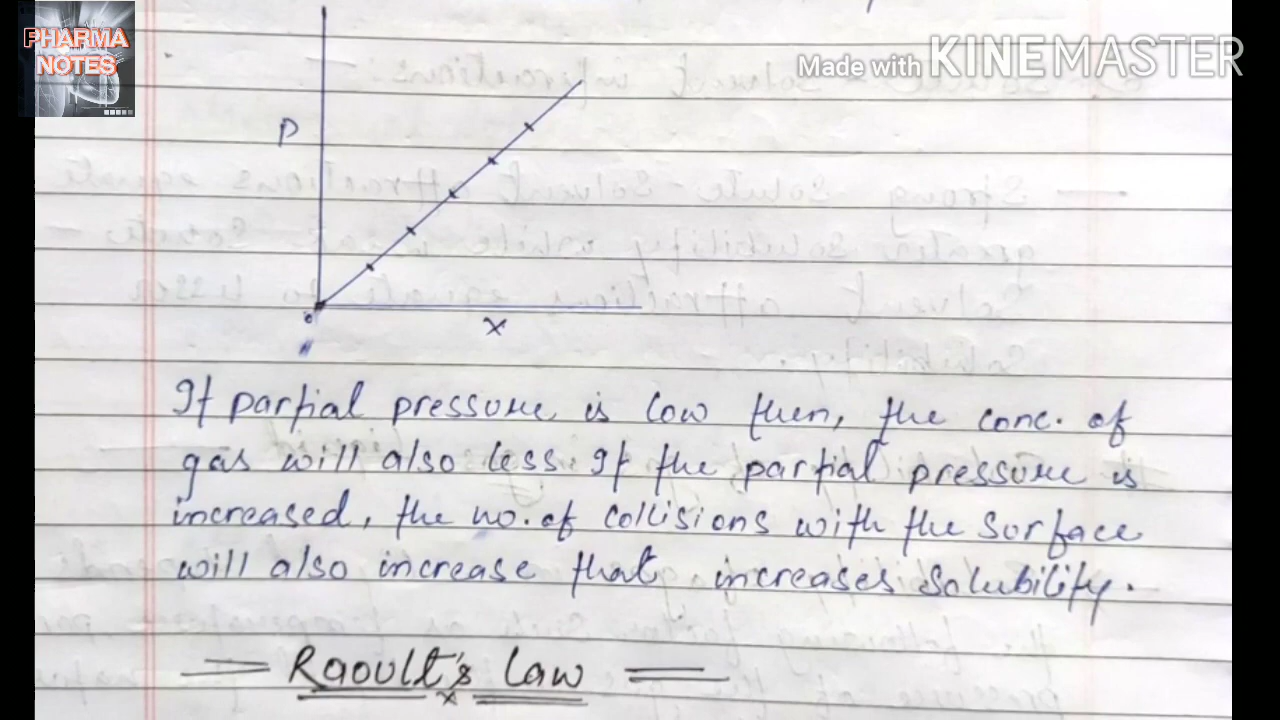 PHARMA
NOTES
Made with KINEMASTER
P
o
x
If partial pressure is low then, the conc. of
gas will also less. If the partial pressure is
increased, the no. of collisions with the surface
will also increase that increases solubility.
Raoult's Law
x